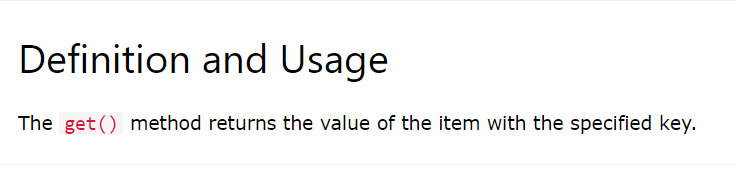 Definition and Usage
The get() method returns the value of the item with the specified key.